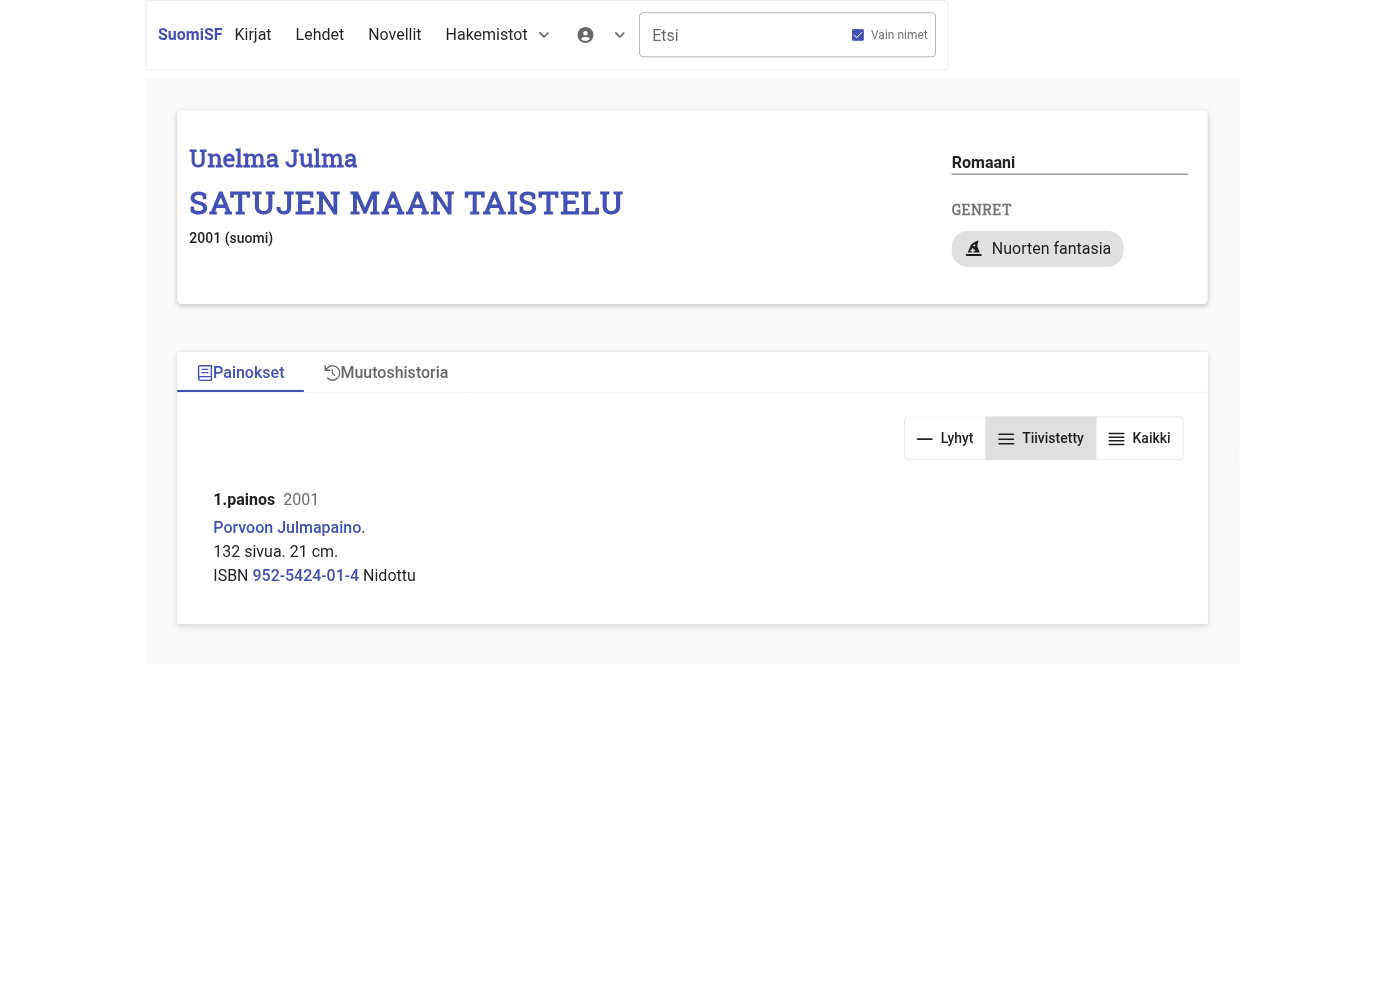 SuomiSF Kirjat Lehdet Novellit Hakemistot Etsi Vain nimet
Unelma Julma
SATUJEN MAAN TAISTELU
2001 (suomi)
Romaani
GENRET
Nuorten fantasia
Painokset Muutoshistoria
Lyhyt Tiivistetty Kaikki
1.painos 2001
Porvoon Julmapaino.
132 sivua. 21 cm.
ISBN 952-5424-01-4 Nidottu